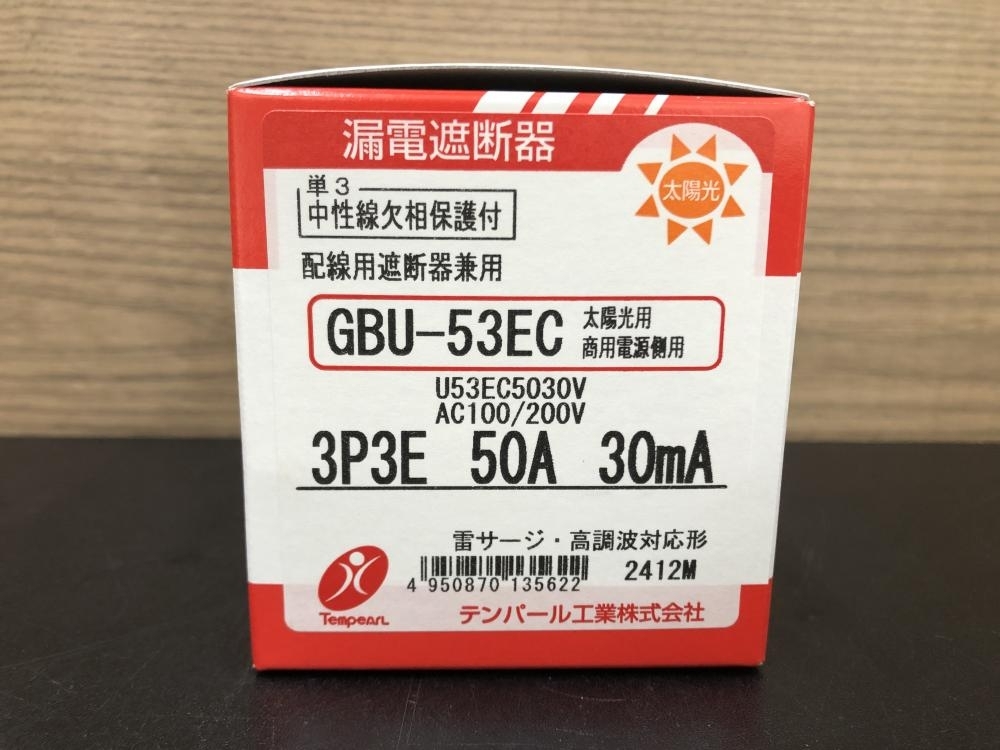 漏電遮断器
太陽光
単3
中性線欠相保護付
配線用遮断器兼用
GBU-53EC
太陽光用
商用電源側用
U53EC5030V
AC100/200V
3P3E 50A 30mA
雷サージ・高調波対応形
4 950870 135622
2412M
Tempearl
テンパール工業株式会社